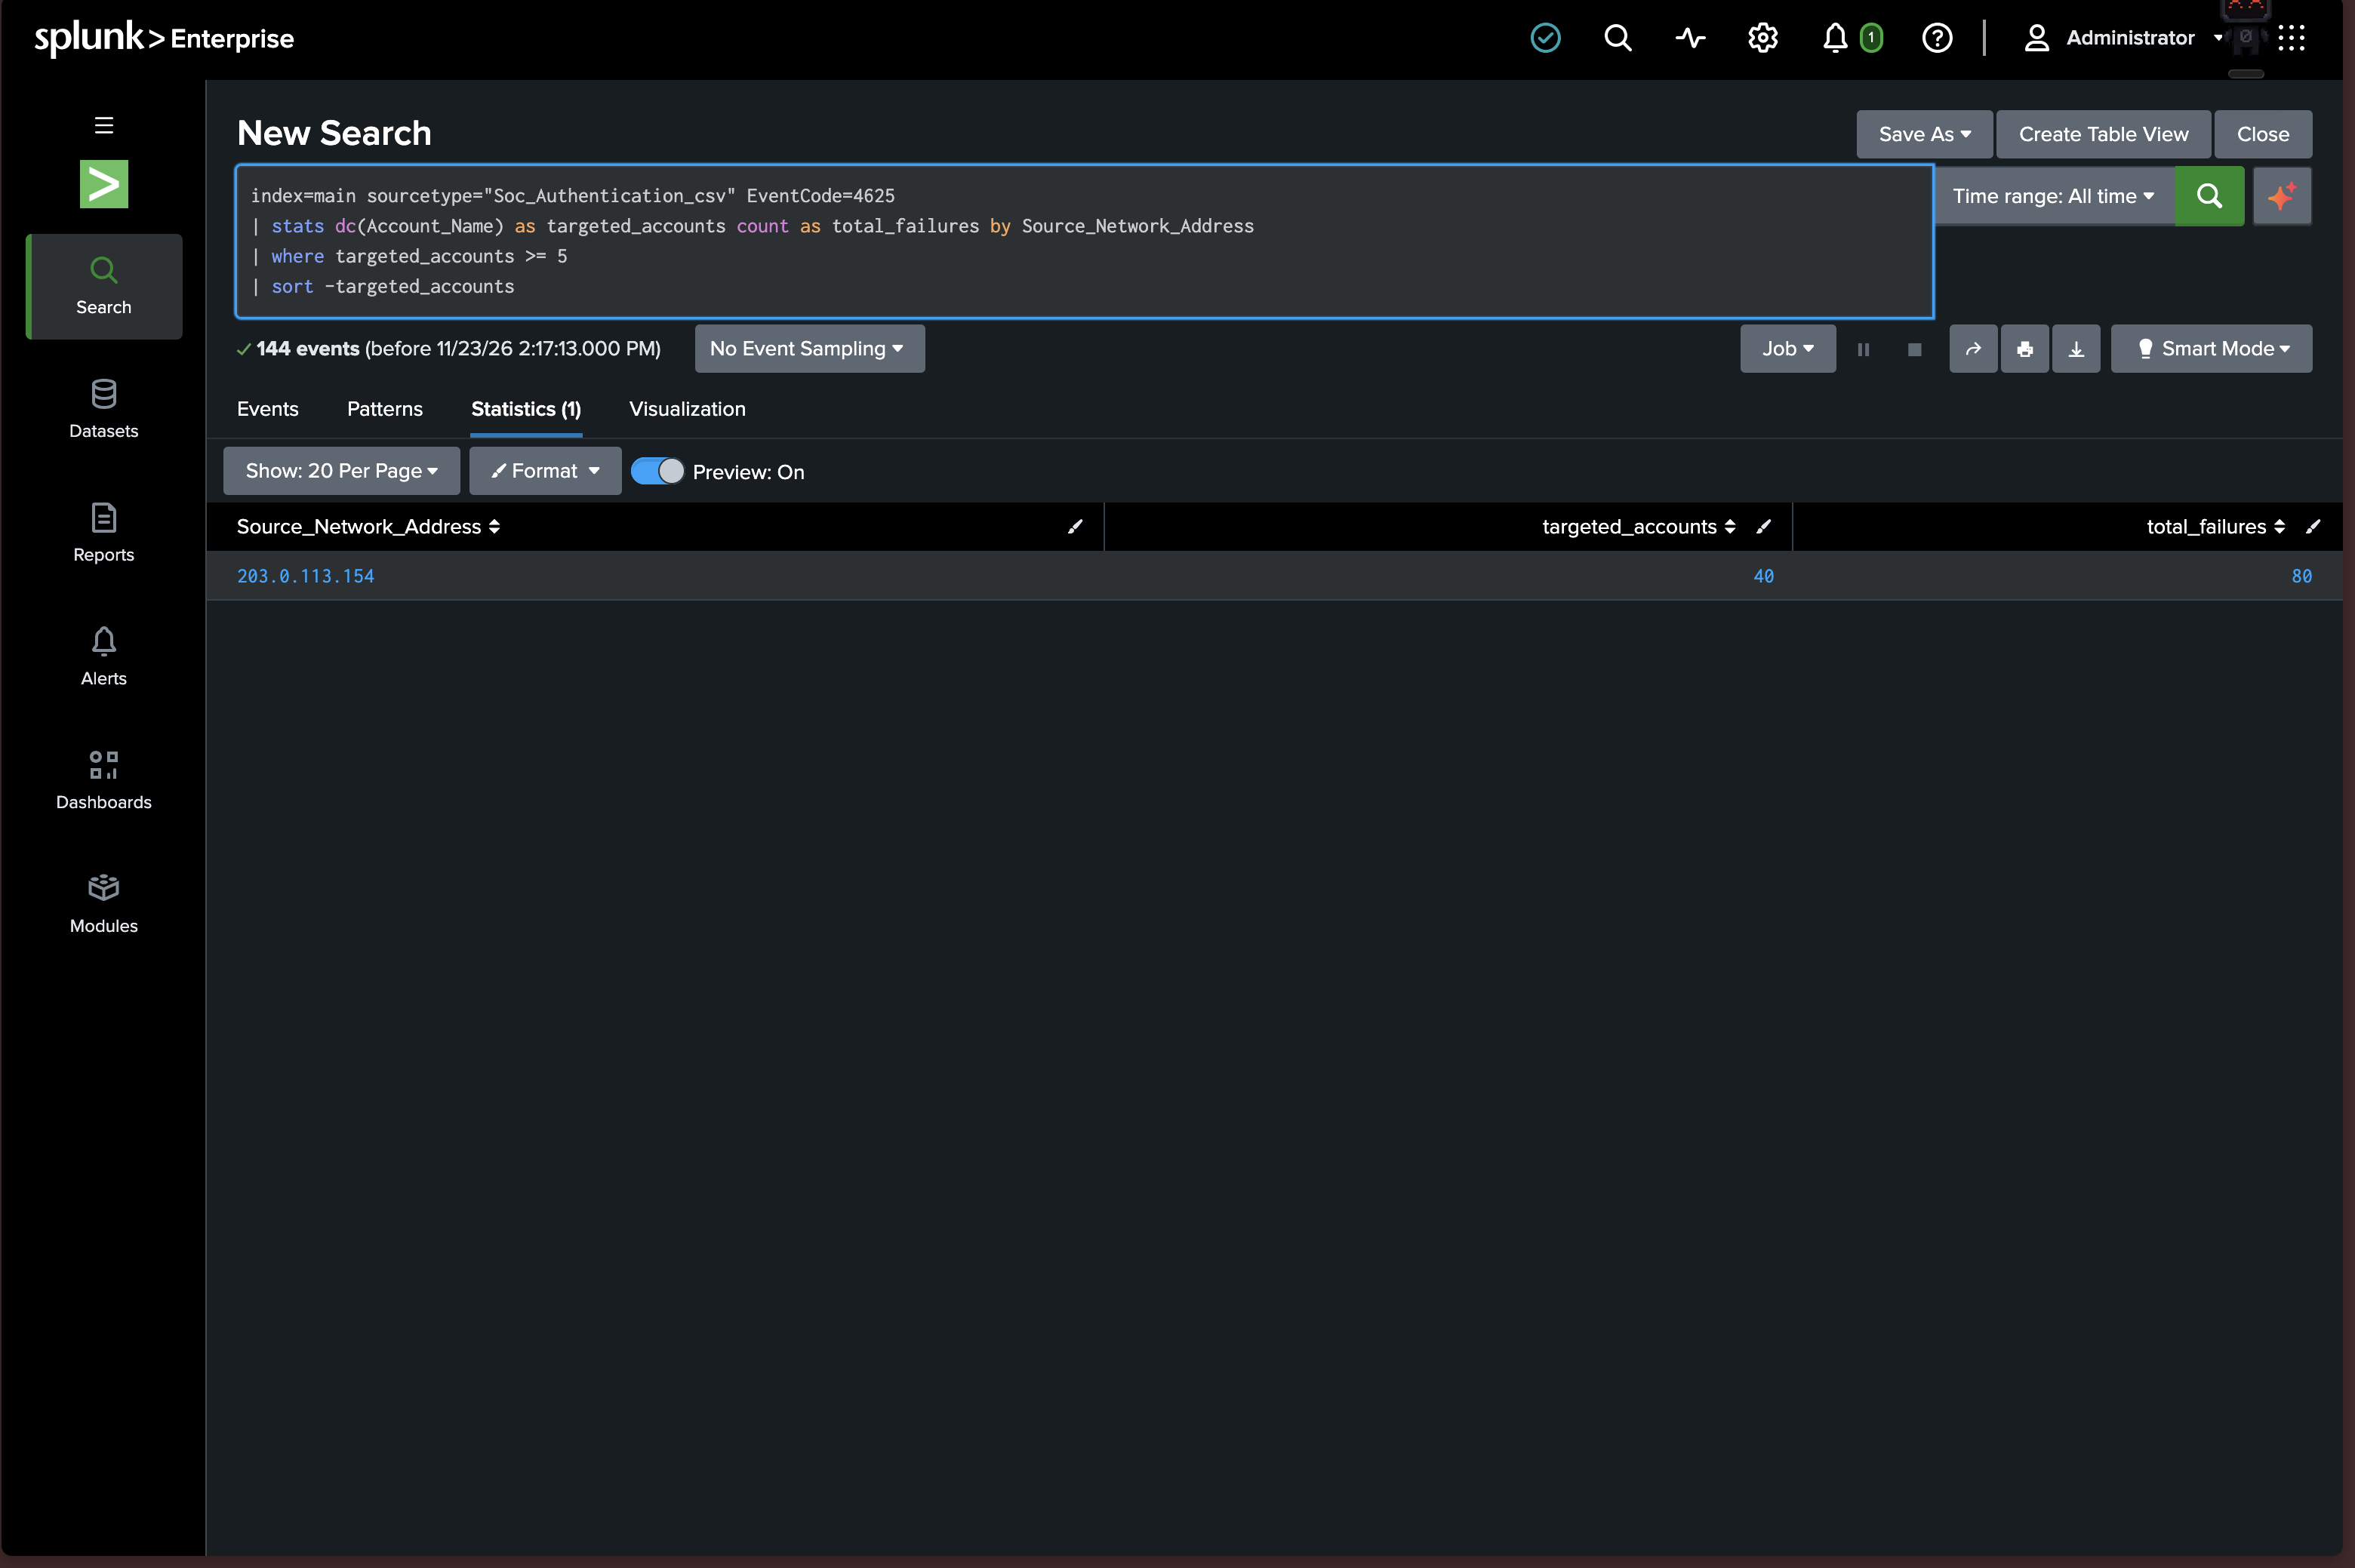 splunk> Enterprise
1
Administrator
New Search
Save As
Create Table View
Close
index=main sourcetype="Soc_Authentication_csv" EventCode=4625
| stats dc(Account_Name) as targeted_accounts count as total_failures by Source_Network_Address
| where targeted_accounts >= 5
| sort -targeted_accounts
Time range: All time
144 events (before 11/23/26 2:17:13.000 PM)
No Event Sampling
Job
Smart Mode
Events
Patterns
Statistics (1)
Visualization
Show: 20 Per Page
Format
Preview: On
Source_Network_Address
targeted_accounts
total_failures
203.0.113.154
40
80
Search
Datasets
Reports
Alerts
Dashboards
Modules